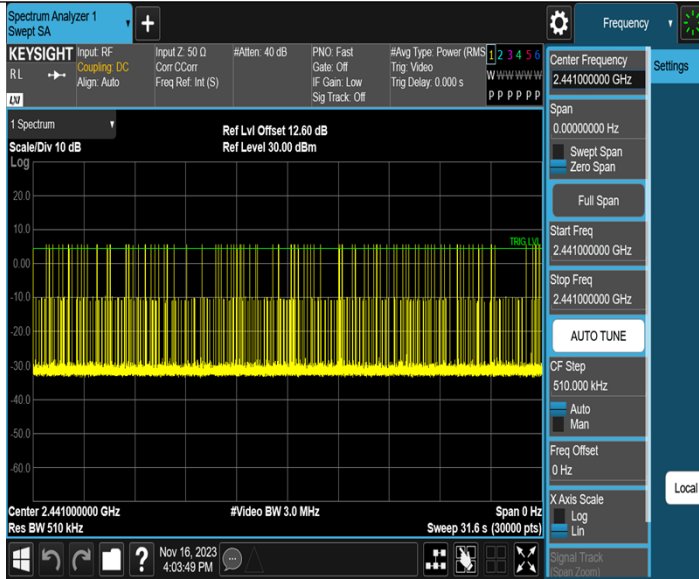 Spectrum Analyzer 1
Swept SA
Frequency
KEYSIGHT
RL
LXI
Input: RF
Coupling: DC
Align: Auto
Input Z: 50 Ω
Corr CCorr
Freq Ref: Int (S)
#Atten: 40 dB
PNO: Fast
Gate: Off
IF Gain: Low
Sig Track: Off
#Avg Type: Power (RMS
Trig: Video
Trig Delay: 0.000 s
1 2 3 4 5 6
W W W W W W
P P P P P P
1 Spectrum
Scale/Div 10 dB
Log
Ref Lvl Offset 12.60 dB
Ref Level 30.00 dBm
TRIG LVL
20.0
10.0
0.00
-10.0
-20.0
-30.0
-40.0
-50.0
-60.0
Center 2.441000000 GHz
Res BW 510 kHz
#Video BW 3.0 MHz
Span 0 Hz
Sweep 31.6 s (30000 pts)
Nov 16, 2023
4:03:49 PM
Center Frequency
2.441000000 GHz
Settings
Span
0.00000000 Hz
Swept Span
Zero Span
Full Span
Start Freq
2.441000000 GHz
Stop Freq
2.441000000 GHz
AUTO TUNE
CF Step
510.000 kHz
Auto
Man
Freq Offset
0 Hz
Local
X Axis Scale
Log
Lin
Signal Track
(Span Zoom)